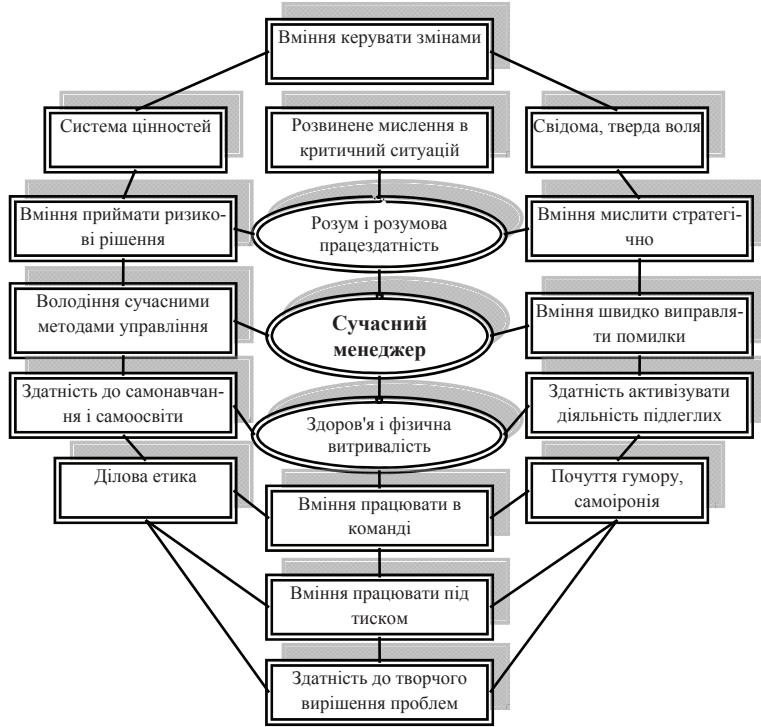 Вміння керувати змінами
Система цінностей
Розвинене мислення в
критичний ситуацій
Свідома, тверда воля
Вміння приймати ризико-
ві рішення
Розум і розумова
працездатність
Вміння мислити стратегі-
чно
Володіння сучасними
методами управління
Сучасний
менеджер
Вміння швидко виправля-
ти помилки
Здатність до самонавчан-
ня і самоосвіти
Здоров'я і фізична
витривалість
Здатність активізувати
діяльність підлеглих
Ділова етика
Вміння працювати в
команді
Почуття гумору,
самоіронія
Вміння працювати під
тиском
Здатність до творчого
вирішення проблем